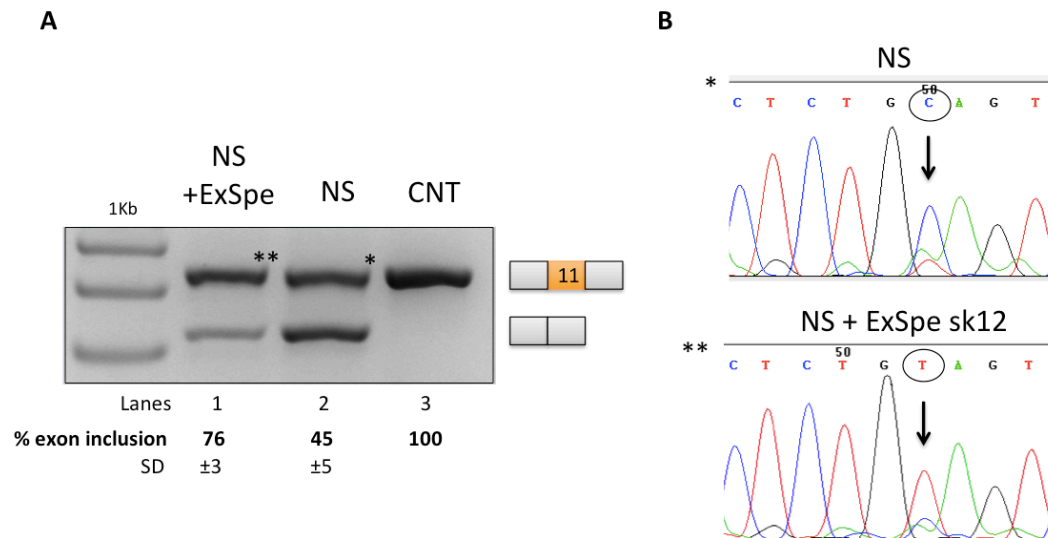 A
NS
+ExSpe
NS
CNT
1Kb
**
*
11
Lanes 1 2 3
% exon inclusion 76 45 100
SD ±3 ±5
B
NS
*
50
C T C T G C A G T
NS + ExSpe sk12
**
50
C T C T G T A G T